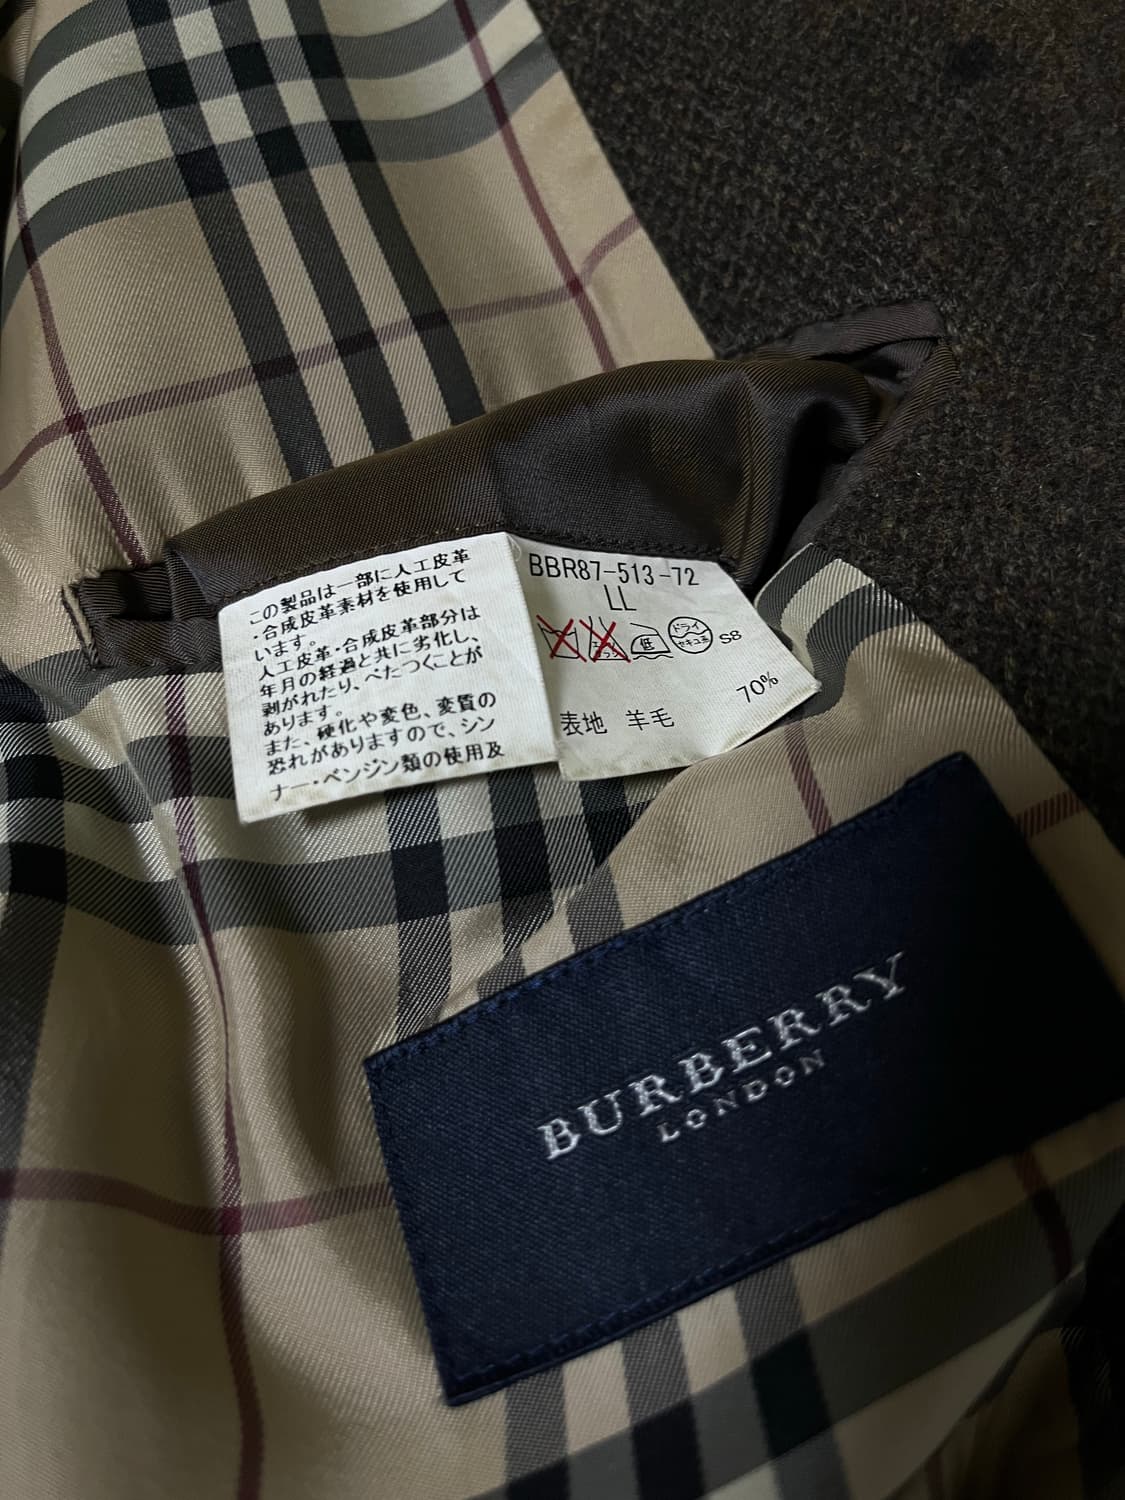 この製品は一部に人工皮革
・合成皮革素材を使用して
います。
人工皮革・合成皮革部分は
年月の経過と共に劣化し、
剥がれたり、べたつくことが
あります。
また、硬化や変色、変質の
恐れがありますので、シン
ナー・ベンジン類の使用及
BBR87-513-72
LL
低
ドライ
セキユ系
S8
70%
表地 羊毛
BURBERRY
LONDON